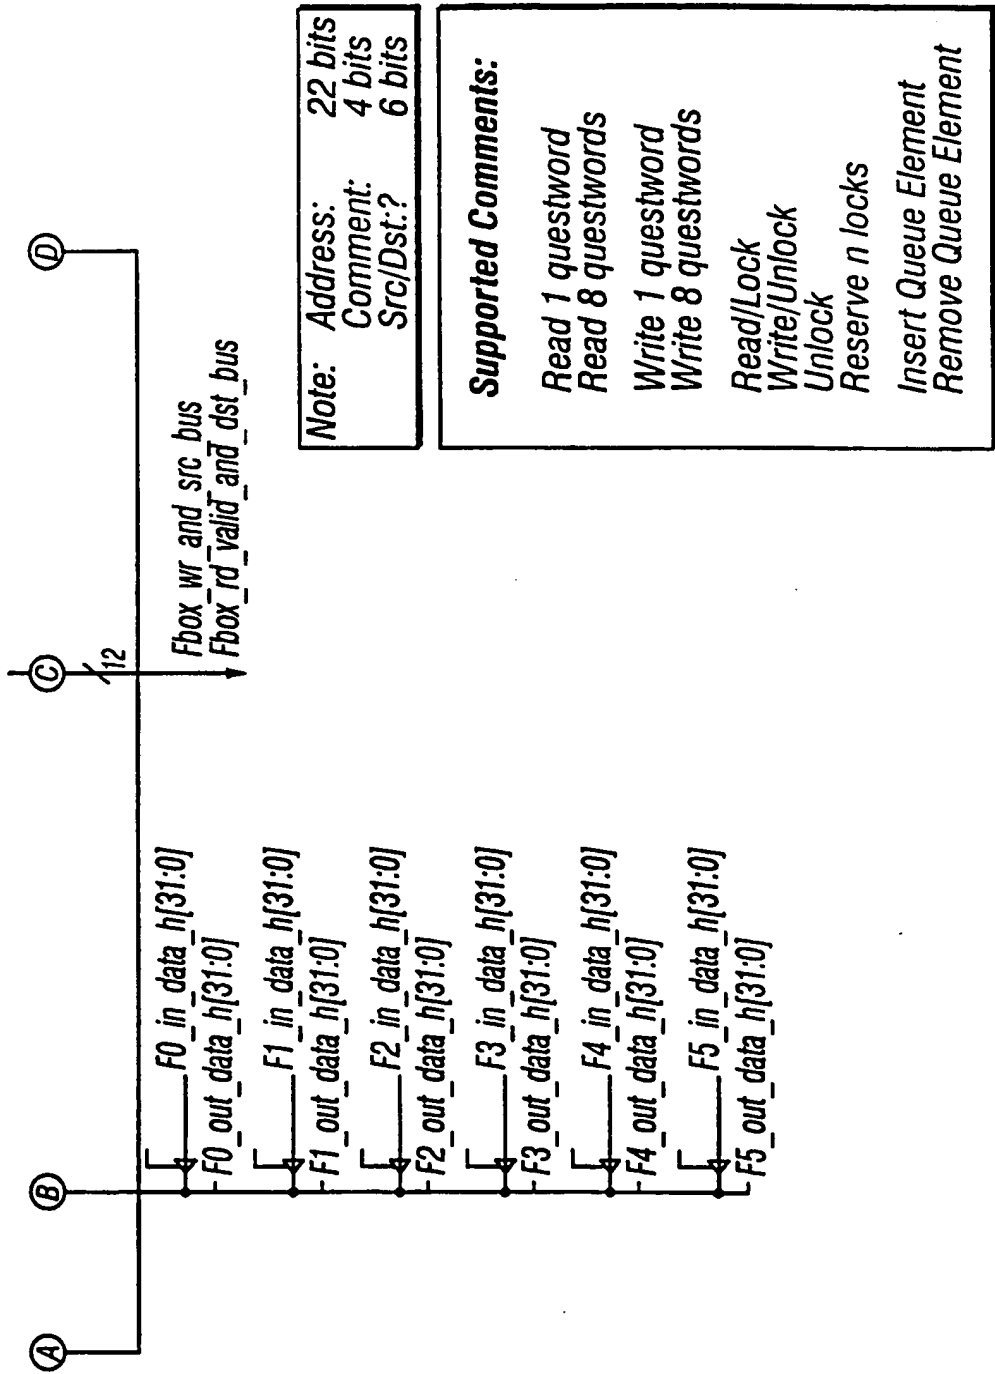 A
B
C
D
12
Fbox_wr_and_src_bus
Fbox_rd_valid_and_dst_bus
F0_in_data_h[31:0]
F0_out_data_h[31:0]
F1_in_data_h[31:0]
F1_out_data_h[31:0]
F2_in_data_h[31:0]
F2_out_data_h[31:0]
F3_in_data_h[31:0]
F3_out_data_h[31:0]
F4_in_data_h[31:0]
F4_out_data_h[31:0]
F5_in_data_h[31:0]
F5_out_data_h[31:0]
Note: Address: 22 bits
Comment: 4 bits
Src/Dst:? 6 bits
Supported Comments:
Read 1 questword
Read 8 questwords
Write 1 questword
Write 8 questwords
Read/Lock
Write/Unlock
Unlock
Reserve n locks
Insert Queue Element
Remove Queue Element